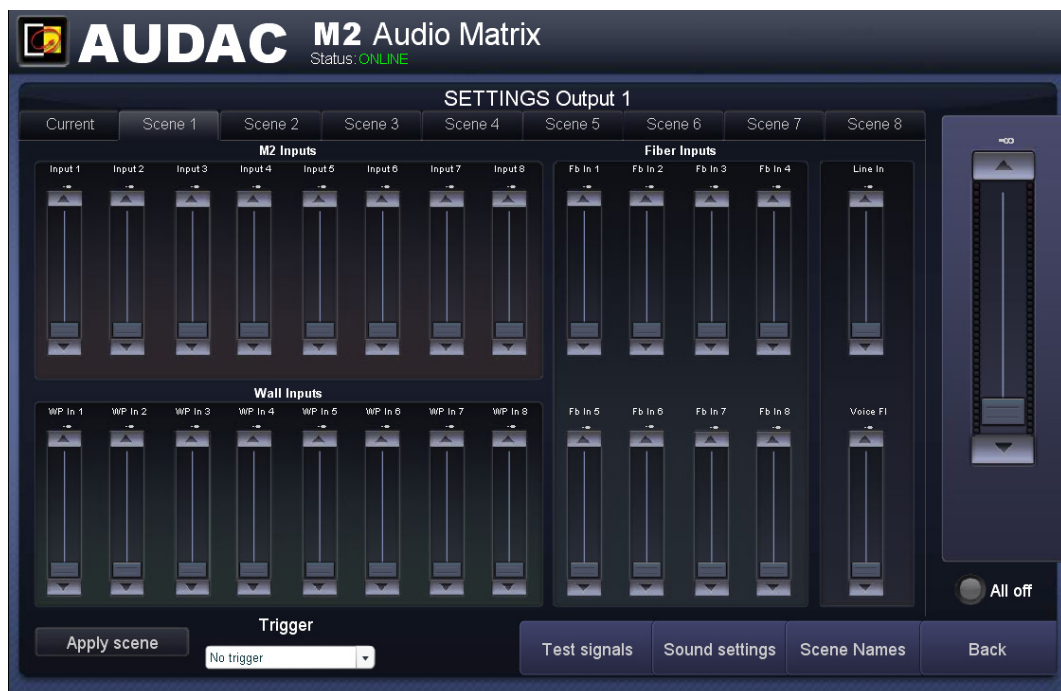 AUDAC M2 Audio Matrix
Status: ONLINE
SETTINGS Output 1
Current Scene 1 Scene 2 Scene 3 Scene 4 Scene 5 Scene 6 Scene 7 Scene 8
M2 Inputs Fiber Inputs
Input 1 Input 2 Input 3 Input 4 Input 5 Input 6 Input 7 Input 8 Fb In 1 Fb In 2 Fb In 3 Fb In 4 Line In
-∞ -∞ -∞ -∞ -∞ -∞ -∞ -∞ -∞ -∞ -∞ -∞ -∞ -∞
Wall Inputs
WP In 1 WP In 2 WP In 3 WP In 4 WP In 5 WP In 6 WP In 7 WP In 8 Fb In 5 Fb In 6 Fb In 7 Fb In 8 Voice Fl
-∞ -∞ -∞ -∞ -∞ -∞ -∞ -∞ -∞ -∞ -∞ -∞ -∞
All off
Apply scene
Trigger
No trigger
Test signals Sound settings Scene Names Back